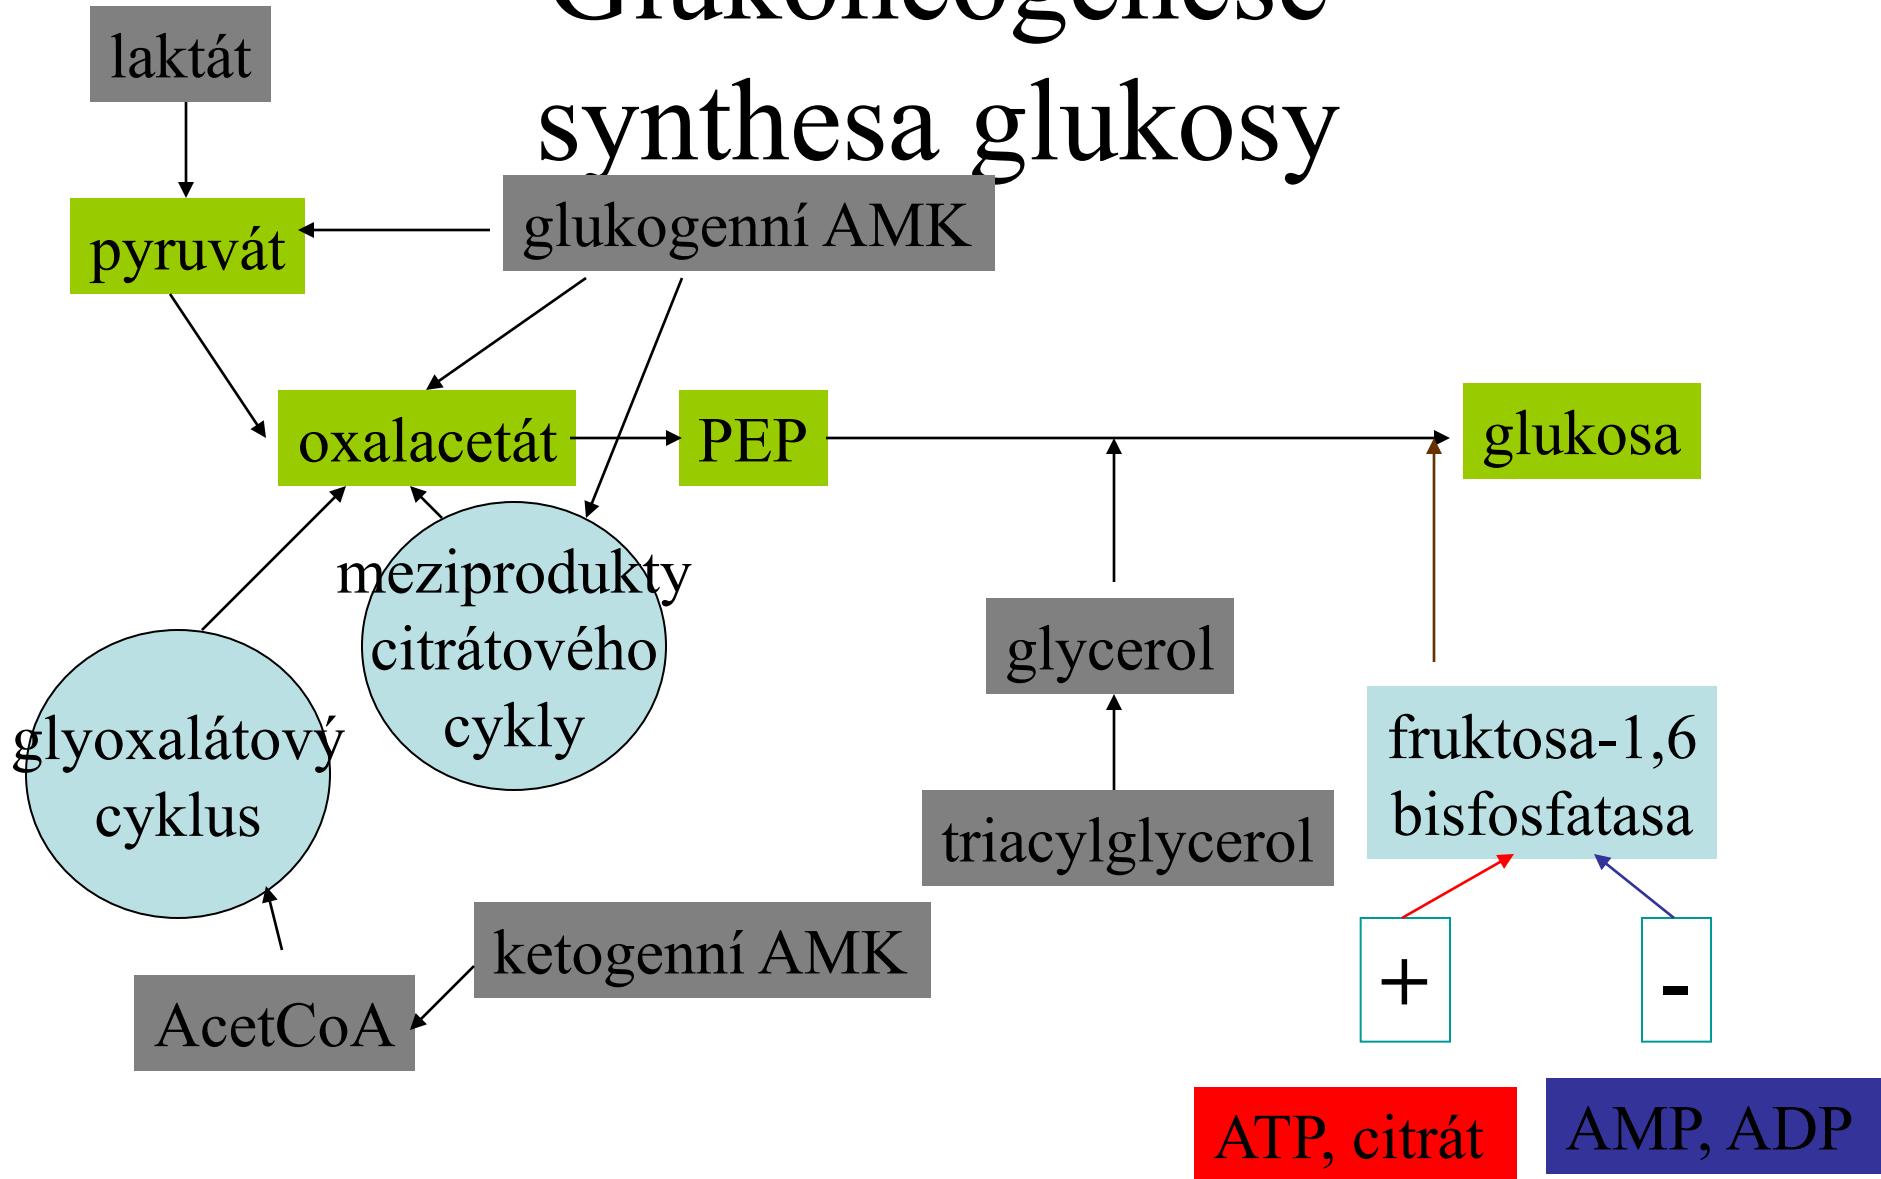 Glukoneogenese
synthesa glukosy
laktát
glukogenní AMK
pyruvát
oxalacetát
PEP
glukosa
meziprodukty
citrátového
cykly
glycerol
glyoxalátový
cyklus
fruktosa-1,6
bisfosfatasa
triacylglycerol
ketogenní AMK
AcetCoA
+
-
ATP, citrát
AMP, ADP